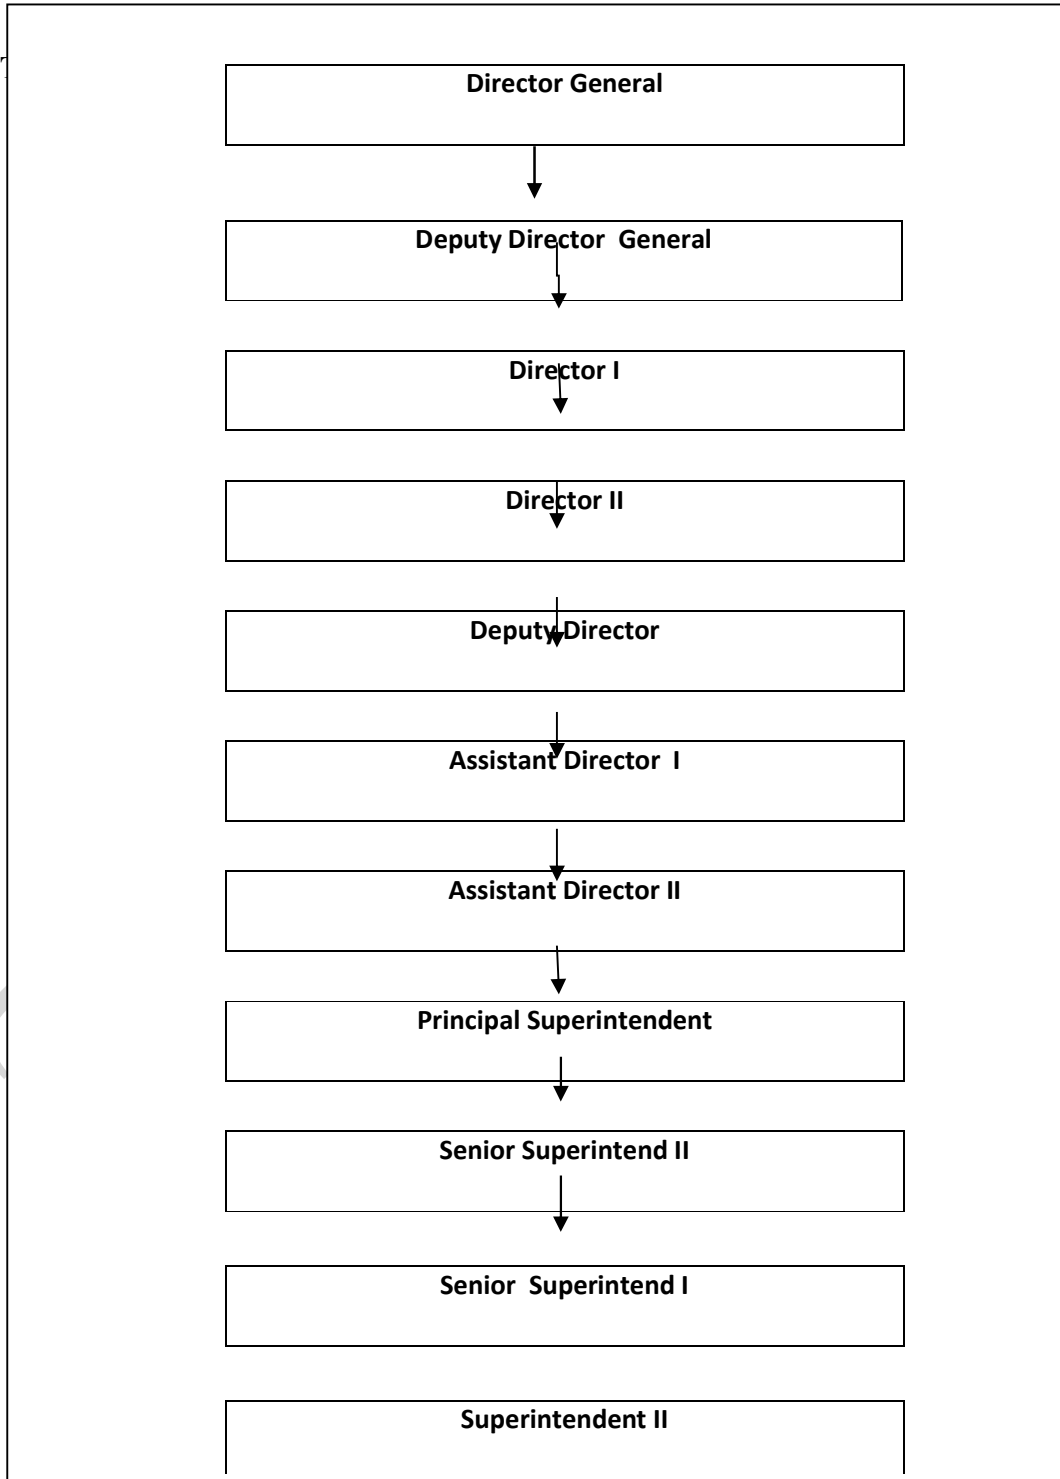 Director General
Deputy Director General
Director I
Director II
Deputy Director
Assistant Director I
Assistant Director II
Principal Superintendent
Senior Superintend II
Senior Superintend I
Superintendent II